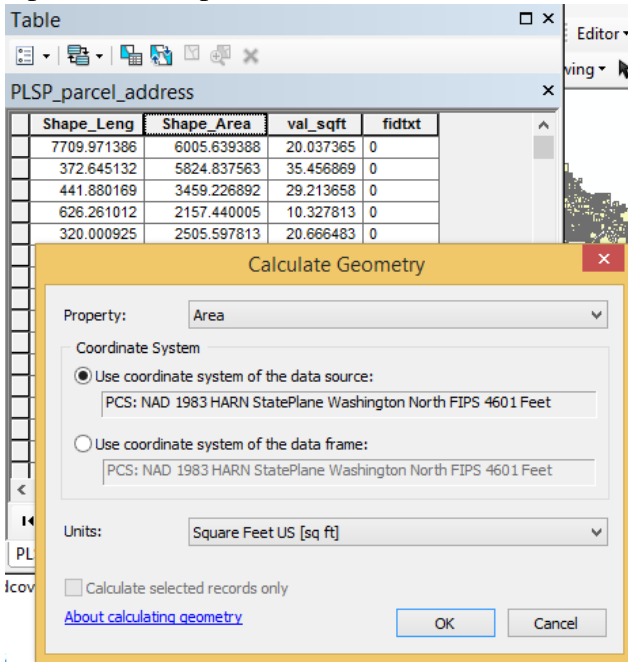 Table
Editor
wing
PLSP_parcel_address
Shape_Leng Shape_Area val_sqft fidtxt
7709.971386 6005.639388 20.037365 0
372.645132 5824.837563 35.456869 0
441.880169 3459.226892 29.213658 0
626.261012 2157.440005 10.327813 0
320.000925 2505.597813 20.666483 0
Calculate Geometry
Property: Area
Coordinate System
Use coordinate system of the data source:
PCS: NAD 1983 HARN StatePlane Washington North FIPS 4601 Feet
Use coordinate system of the data frame:
PCS: NAD 1983 HARN StatePlane Washington North FIPS 4601 Feet
Units: Square Feet US [sq ft]
PL
dcov
Calculate selected records only
About calculating geometry OK Cancel